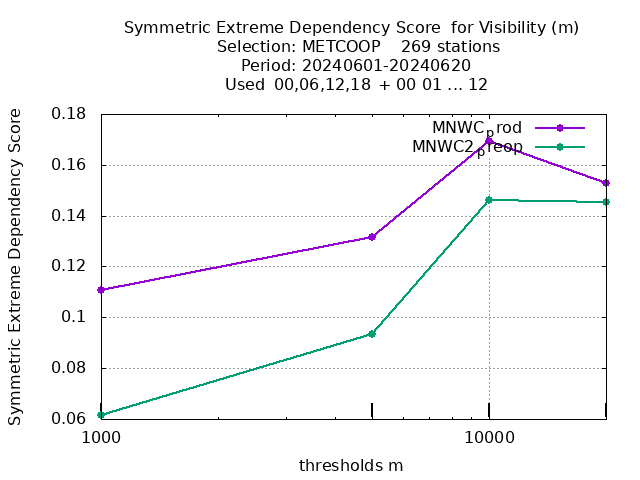 Symmetric Extreme Dependency Score  for Visibility (m)
Selection: METCOOP    269 stations
Period: 20240601-20240620
Used  00,06,12,18 + 00 01 ... 12
Symmetric Extreme Dependency Score
0.18
0.16
0.14
0.12
0.1
0.08
0.06
MNWC_prod
MNWC2_preop
1000
10000
thresholds m